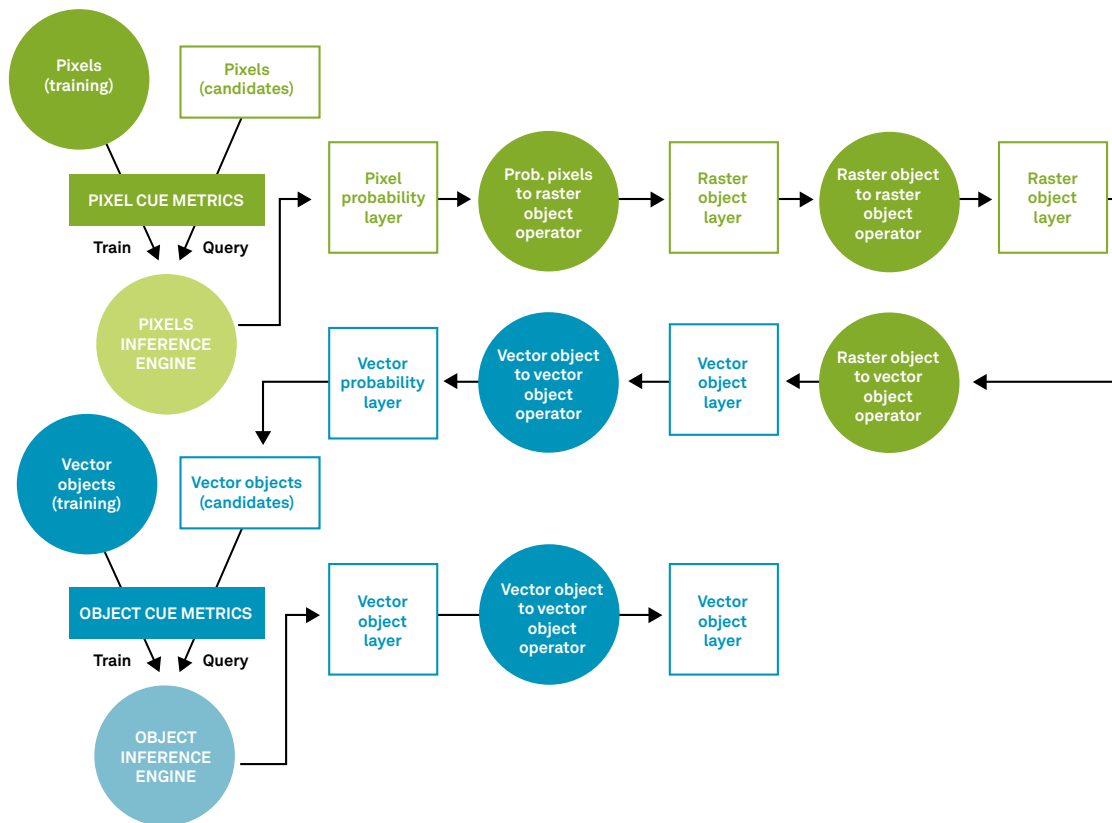 Pixels
(training)
Pixels
(candidates)
PIXEL CUE METRICS
Train
Query
PIXELS
INFERENCE
ENGINE
Pixel
probability
layer
Prob. pixels
to raster
object
operator
Raster
object
layer
Raster object
to raster
object
operator
Raster
object
layer
Raster object
to vector
object
operator
Vector
object
layer
Vector object
to vector
object
operator
Vector
probability
layer
Vector
objects
(training)
Vector objects
(candidates)
OBJECT CUE METRICS
Train
Query
OBJECT
INFERENCE
ENGINE
Vector
object
layer
Vector object
to vector
object
operator
Vector
object
layer